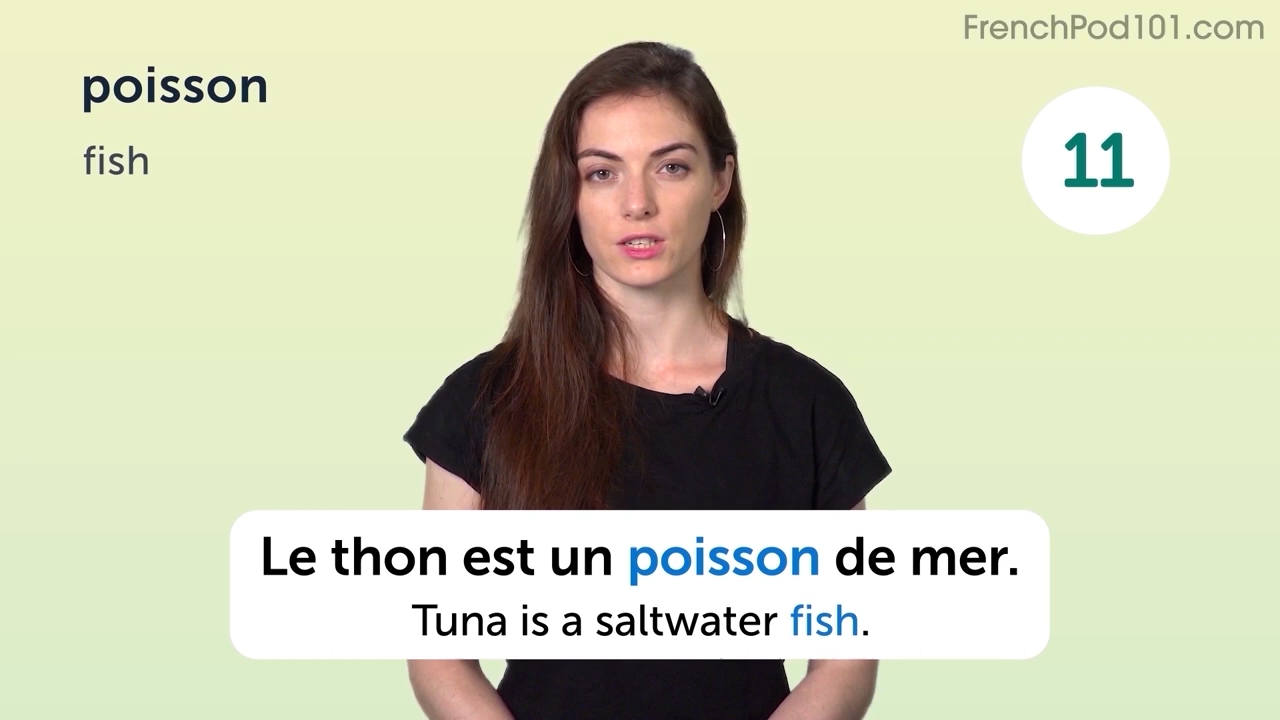 FrenchPod101.com
poisson
fish
11
Le thon est un poisson de mer.
Tuna is a saltwater fish.